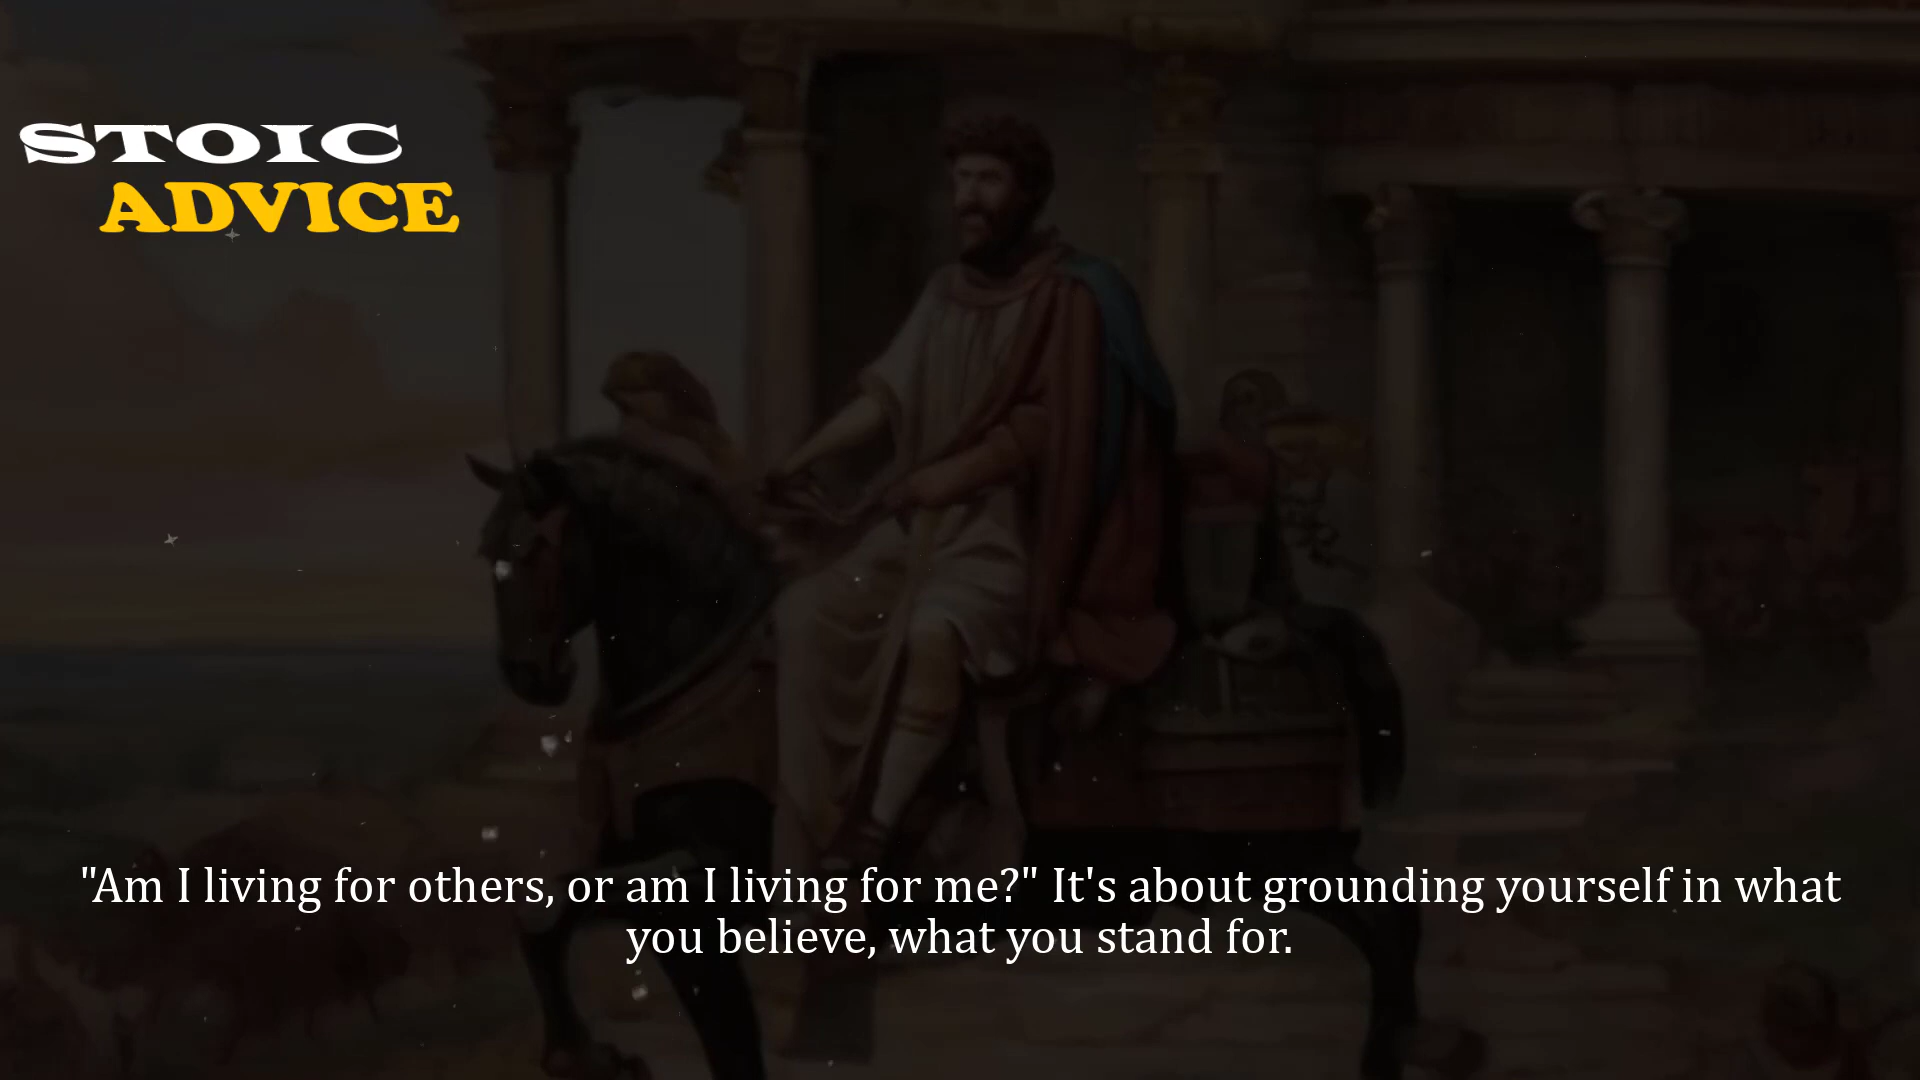 STOIC
ADVICE
"Am I living for others, or am I living for me?" It's about grounding yourself in what
you believe, what you stand for.